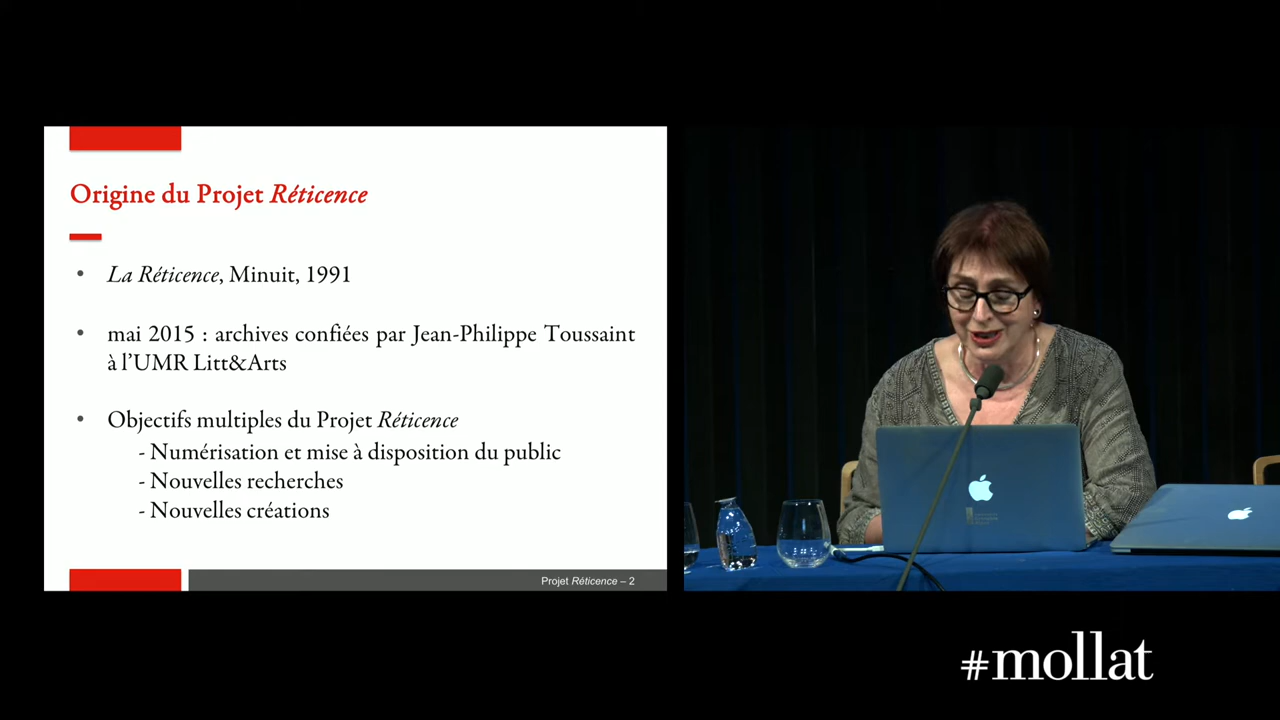 Origine du Projet Réticence
• La Réticence, Minuit, 1991
• mai 2015 : archives confiées par Jean-Philippe Toussaint
à l'UMR Litt&Arts
• Objectifs multiples du Projet Réticence
- Numérisation et mise à disposition du public
- Nouvelles recherches
- Nouvelles créations
Projet Réticence – 2
#mollat